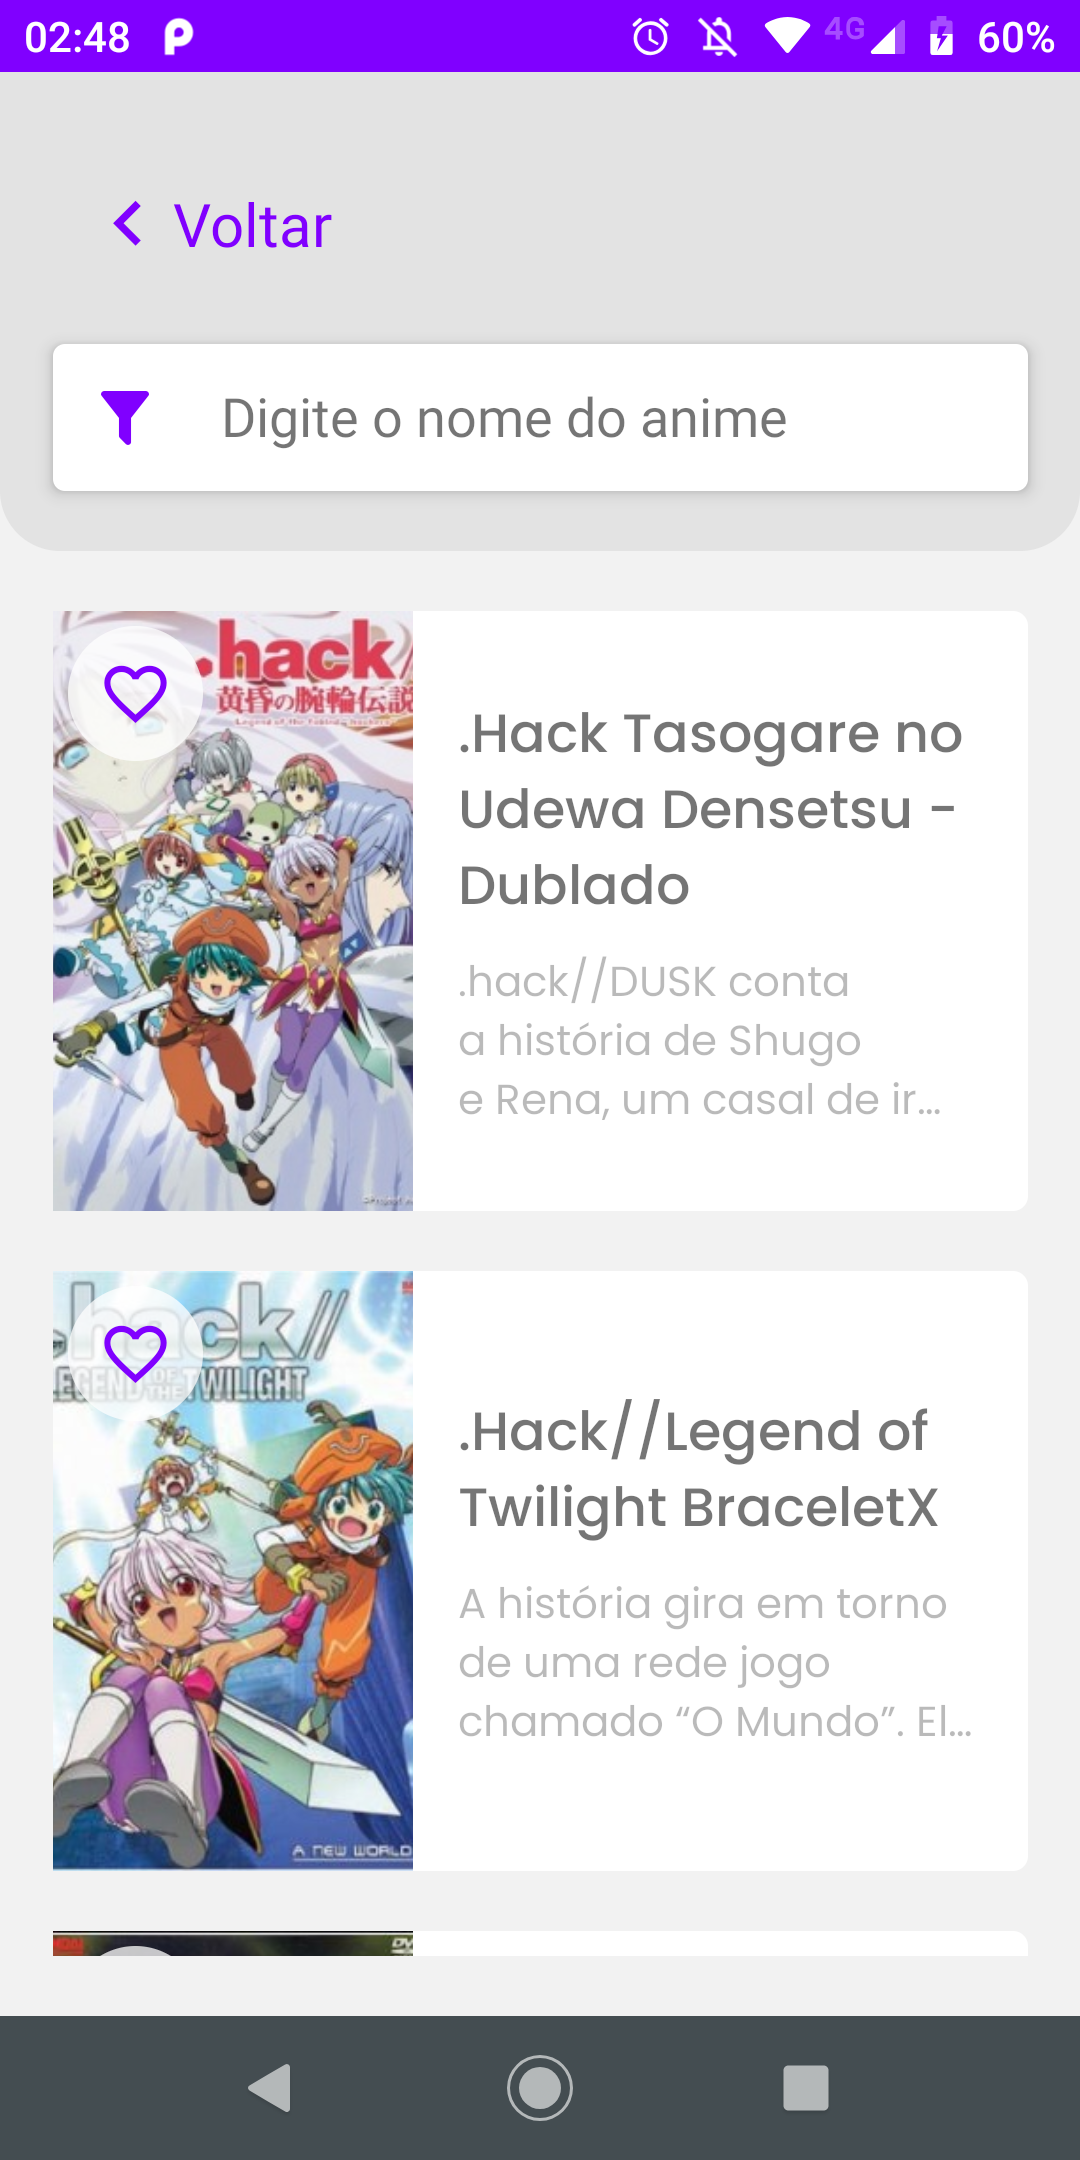 02:48
4G
60%
Voltar
Digite o nome do anime
.hack/
黄昏の腕輪伝説
.Hack Tasogare no
Udewa Densetsu -
Dublado
.hack//DUSK conta
a história de Shugo
e Rena, um casal de ir...
.hack//
LEGEND OF THE TWILIGHT
A NEW WORLD
.Hack//Legend of
Twilight BraceletX
A história gira em torno
de uma rede jogo
chamado “O Mundo”. El...